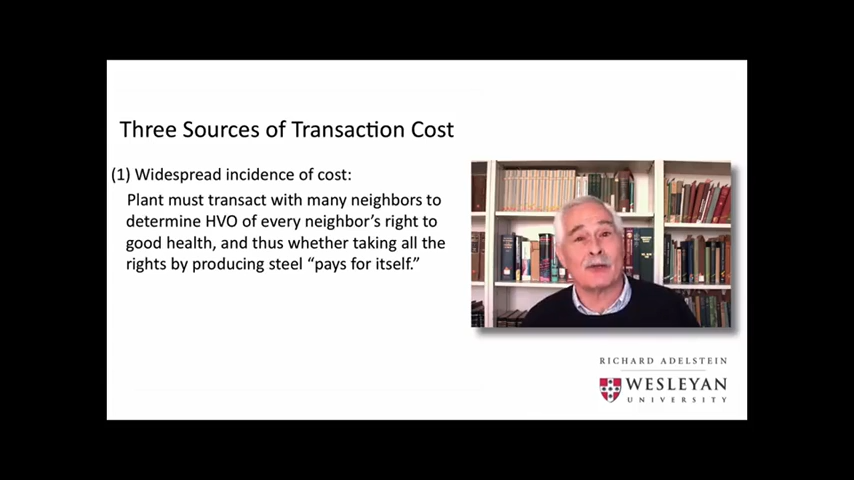 Three Sources of Transaction Cost
(1) Widespread incidence of cost:
Plant must transact with many neighbors to
determine HVO of every neighbor's right to
good health, and thus whether taking all the
rights by producing steel “pays for itself.”
RICHARD ADELSTEIN
WESLEYAN
UNIVERSITY